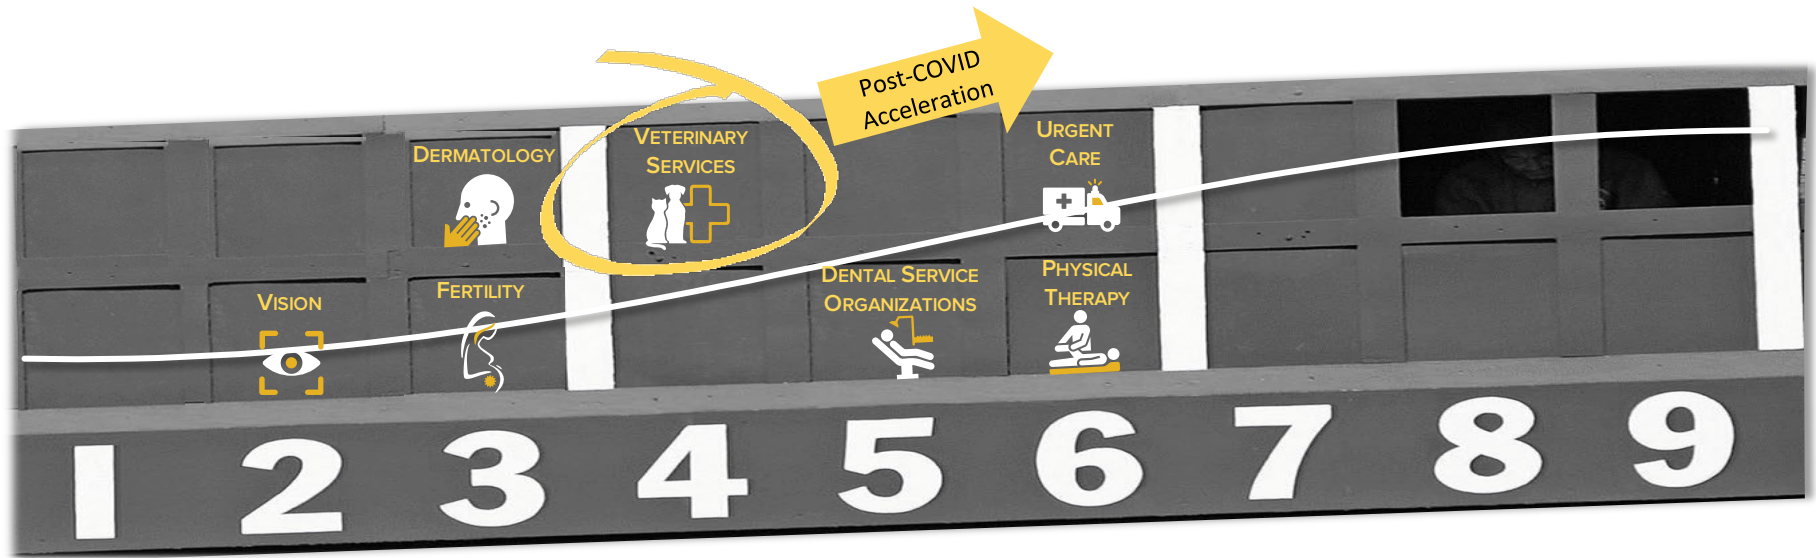 Post-COVID
Acceleration
DERMATOLOGY
VETERINARY
SERVICES
URGENT
CARE
VISION
FERTILITY
DENTAL SERVICE
ORGANIZATIONS
PHYSICAL
THERAPY
1 2 3 4 5 6 7 8 9